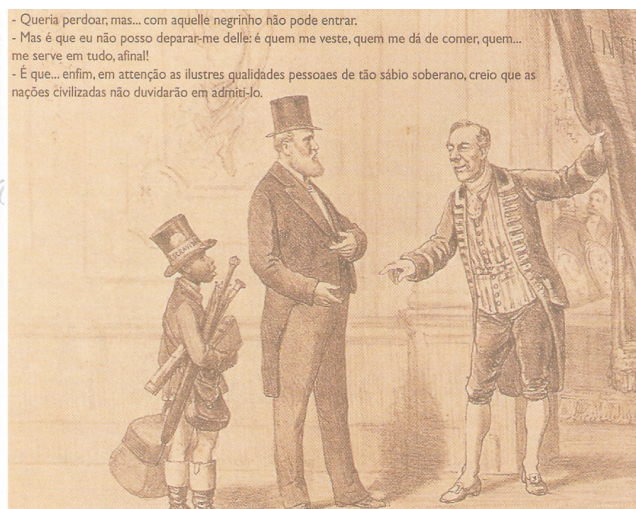 - Queria perdoar, mas... com aquelle negrinho não pode entrar.
- Mas é que eu não posso deparar-me delle: é quem me veste, quem me dá de comer, quem...
me serve em tudo, afinal!
- É que... enfim, em attenção as ilustres qualidades pessoaes de tão sábio soberano, creio que as
nações civilizadas não duvidarão em admiti-lo.
INTE